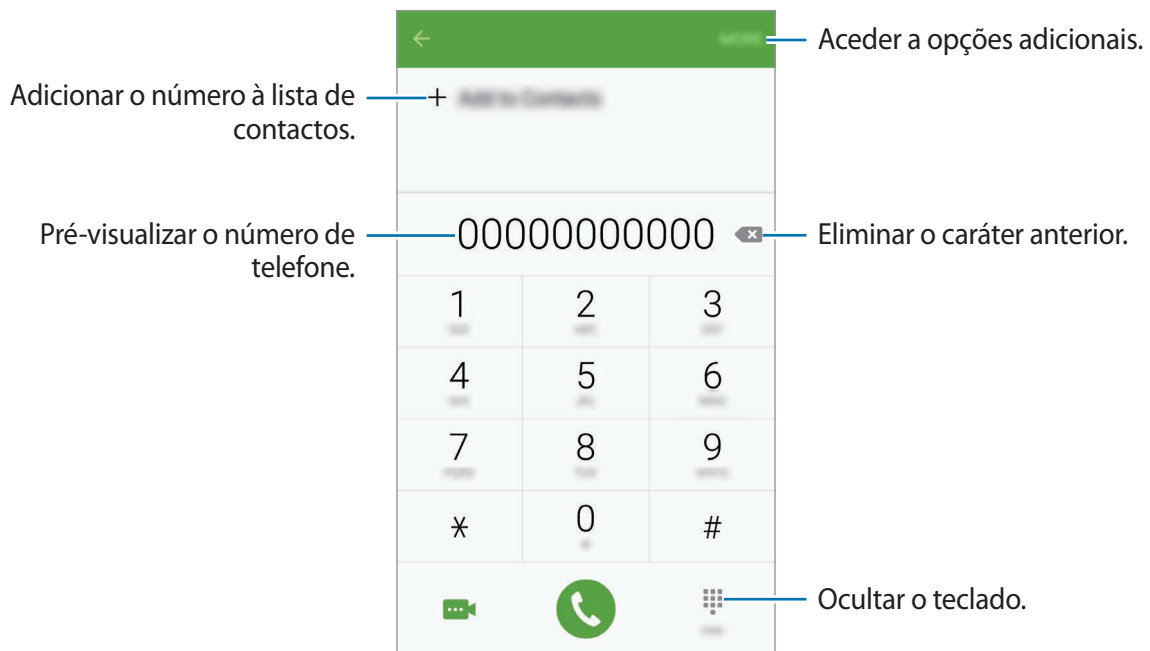 Aceder a opções adicionais.
Adicionar o número à lista de
contactos.
+
Pré-visualizar o número de
telefone.
00000000000
Eliminar o caráter anterior.
1 2 3
4 5 6
7 8 9
* 0 #
Ocultar o teclado.